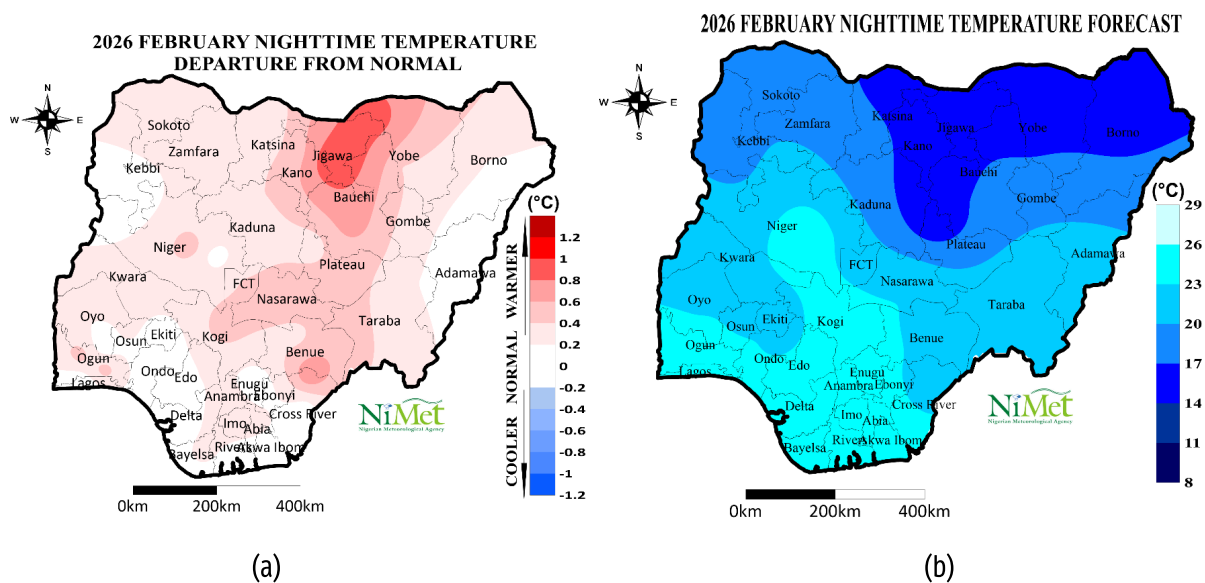 2026 FEBRUARY NIGHTTIME TEMPERATURE
DEPARTURE FROM NORMAL
N
W
E
S
Sokoto
Zamfara
Katsina
Jigawa
Yobe
Borno
Kebbi
Kano
Bauchi
Gombe
Kaduna
Niger
Plateau
Adamawa
Kwara
FCT
Nasarawa
Oyo
Taraba
Osun
Ekiti
Kogi
Benue
Ogun
Ondo
Edo
Lagos
Enugu
Anambra
Ebonyi
Delta
Cross River
Imo
Abia
Rivers
Akwa Ibom
Bayelsa
NiMet
Nigerian Meteorological Agency
0km
200km
400km
(°C)
1.2
1
0.8
0.6
0.4
0.2
0
-0.2
-0.4
-0.6
-0.8
-1
-1.2
COOLER NORMAL WARMER
(a)
2026 FEBRUARY NIGHTTIME TEMPERATURE FORECAST
N
W
E
S
Sokoto
Zamfara
Katsina
Jigawa
Yobe
Borno
Kebbi
Kano
Bauchi
Gombe
Kaduna
Niger
Plateau
Adamawa
Kwara
FCT
Nasarawa
Oyo
Taraba
Osun
Ekiti
Kogi
Benue
Ogun
Ondo
Edo
Lagos
Enugu
Anambra
Ebonyi
Delta
Cross River
Imo
Abia
Rivers
Akwa Ibom
Bayelsa
NiMet
Nigerian Meteorological Agency
0km
200km
400km
(°C)
29
26
23
20
17
14
11
8
(b)